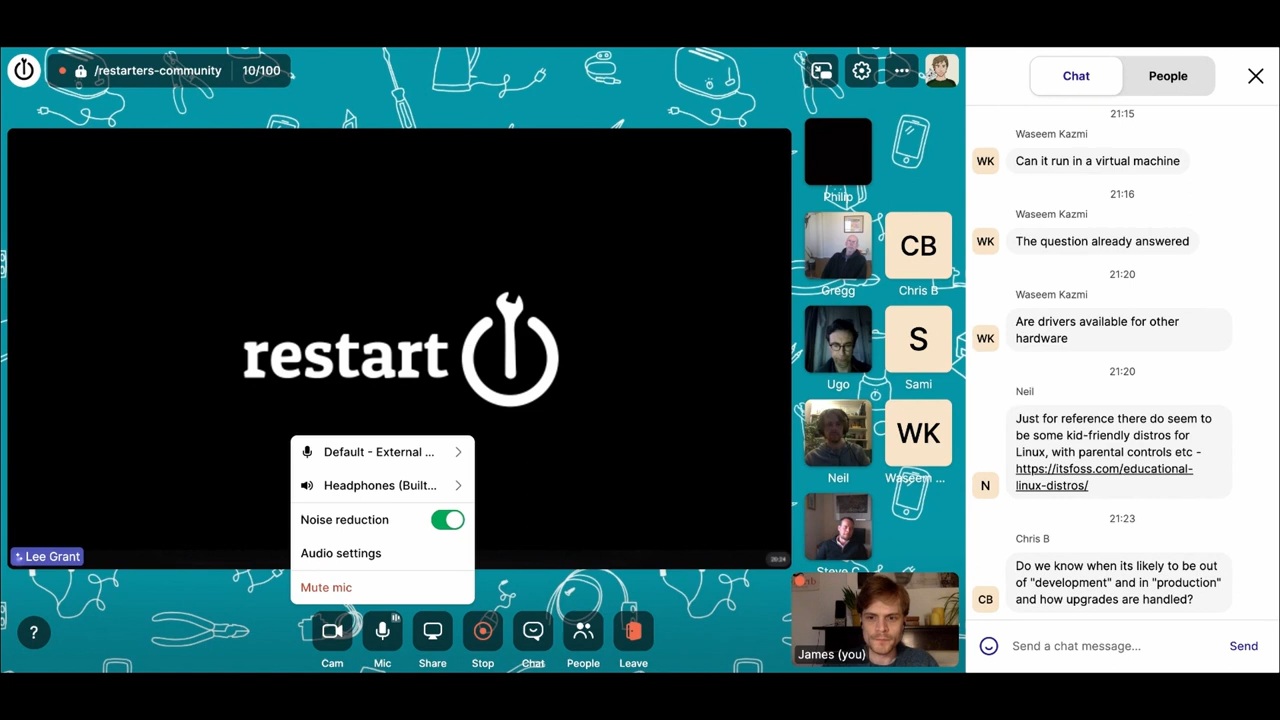 /restarters-community 10/100
restart
Lee Grant
Default - External ...
Headphones (Built...
Noise reduction
Audio settings
Mute mic
?
Cam
Mic
Share
Stop
Chat
People
Leave
Philip
Gregg
CB
Chris B
Ugo
S
Sami
Neil
WK
Waseem ...
Steve C
James (you)
Chat
People
21:15
Waseem Kazmi
WK
Can it run in a virtual machine
21:16
Waseem Kazmi
WK
The question already answered
21:20
Waseem Kazmi
Are drivers available for other
WK
hardware
21:20
Neil
Just for reference there do seem to
be some kid-friendly distros for
Linux, with parental controls etc -
https://itsfoss.com/educational-
N
linux-distros/
21:23
Chris B
Do we know when its likely to be out
of "development" and in "production"
CB
and how upgrades are handled?
Send a chat message...
Send